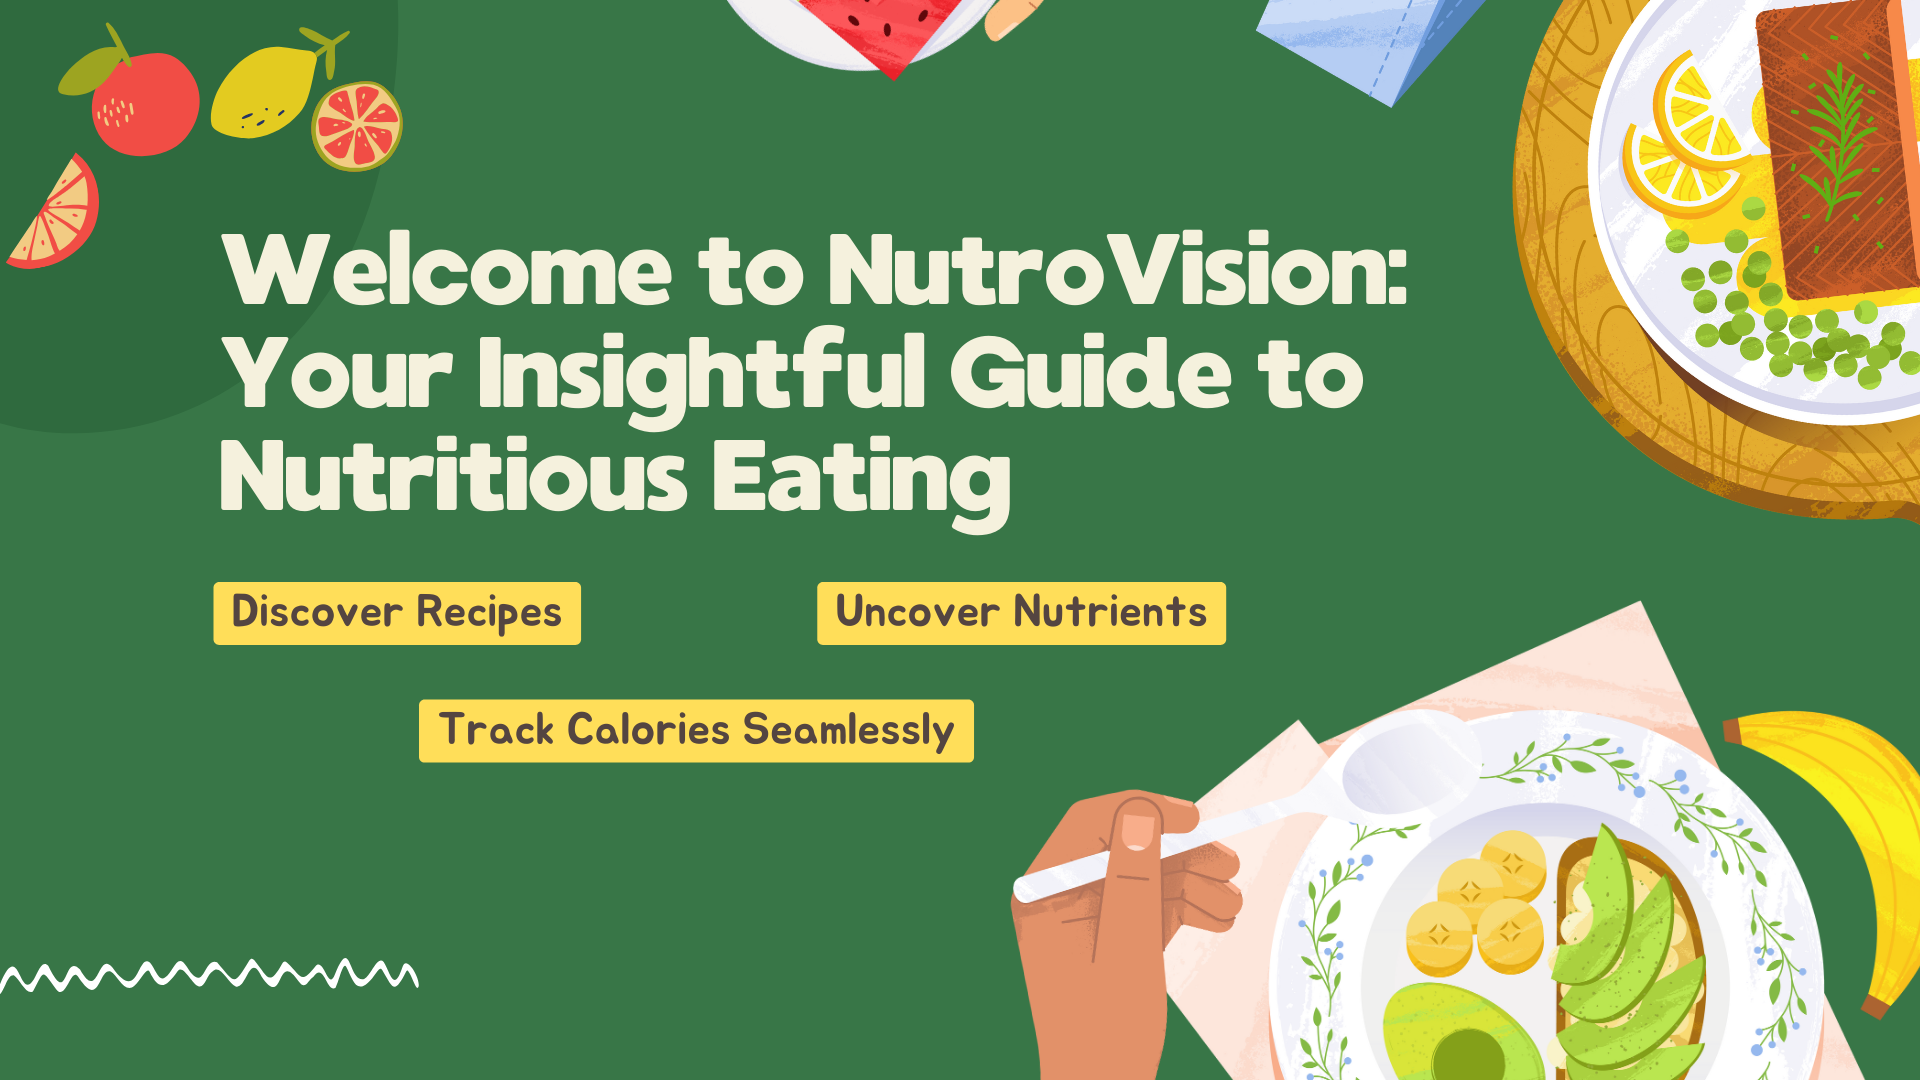 Welcome to NutroVision:
Your Insightful Guide to
Nutritious Eating
Discover Recipes
Uncover Nutrients
Track Calories Seamlessly